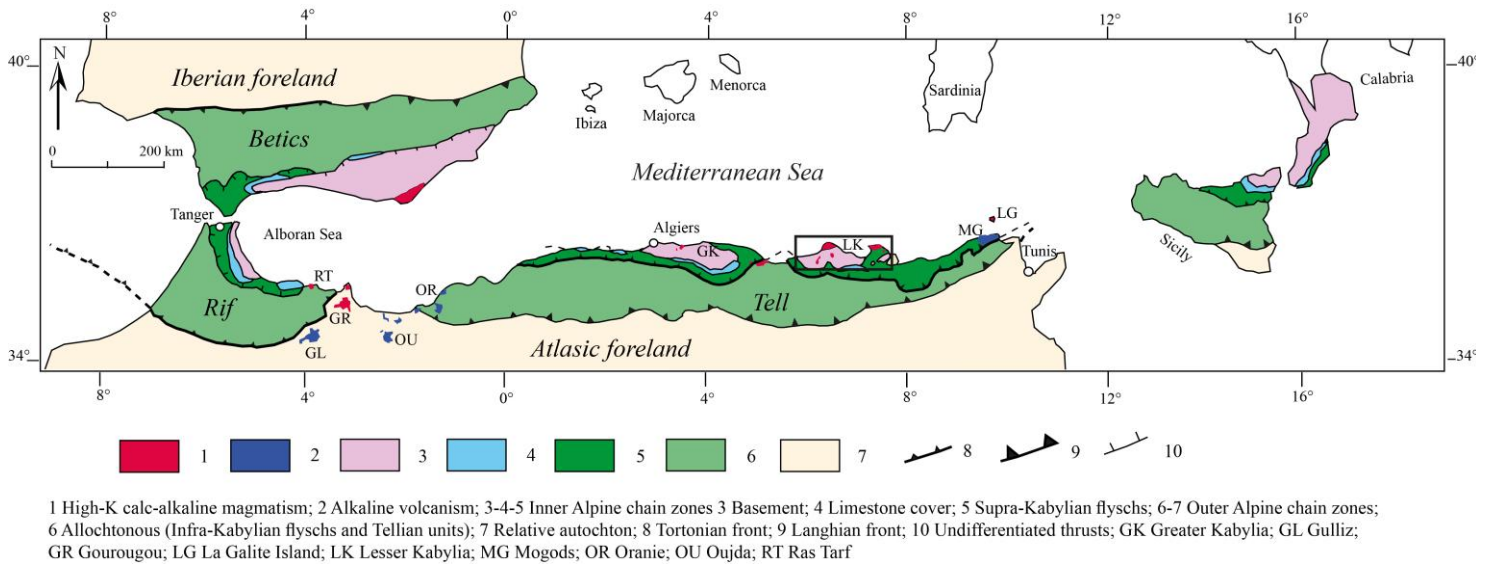 8° 4° 0° 4° 8° 12° 16°
40° 40°
N
Iberian foreland
Menorca
Calabria
Majorca
Sardinia
Ibiza
Betics
0 200 km
Mediterranean Sea
Tanger
Alboran Sea
Algiers
GK
LK
LG
MG
Tunis
Sicily
RT
OR
Rif
Tell
GR
GL
OU
Atlasic foreland
34° 34°
8° 4° 0° 4° 8° 12° 16°
1 2 3 4 5 6 7 8 9 10
1 High-K calc-alkaline magmatism; 2 Alkaline volcanism; 3-4-5 Inner Alpine chain zones 3 Basement; 4 Limestone cover; 5 Supra-Kabylian flyschs; 6-7 Outer Alpine chain zones;
6 Allochtonous (Infra-Kabylian flyschs and Tellian units); 7 Relative autochton; 8 Tortonian front; 9 Langhian front; 10 Undifferentiated thrusts; GK Greater Kabylia; GL Gulliz;
GR Gourougou; LG La Galite Island; LK Lesser Kabylia; MG Mogods; OR Oranie; OU Oujda; RT Ras Tarf